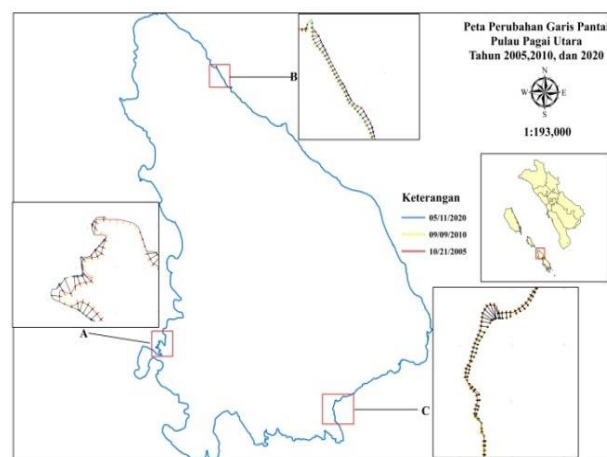 Peta Perubahan Garis Pantai
Pulau Pagai Utara
Tahun 2005,2010, dan 2020
N
W E
S
1:193,000
B
Keterangan
05/11/2020
09/09/2010
10/21/2005
A
C